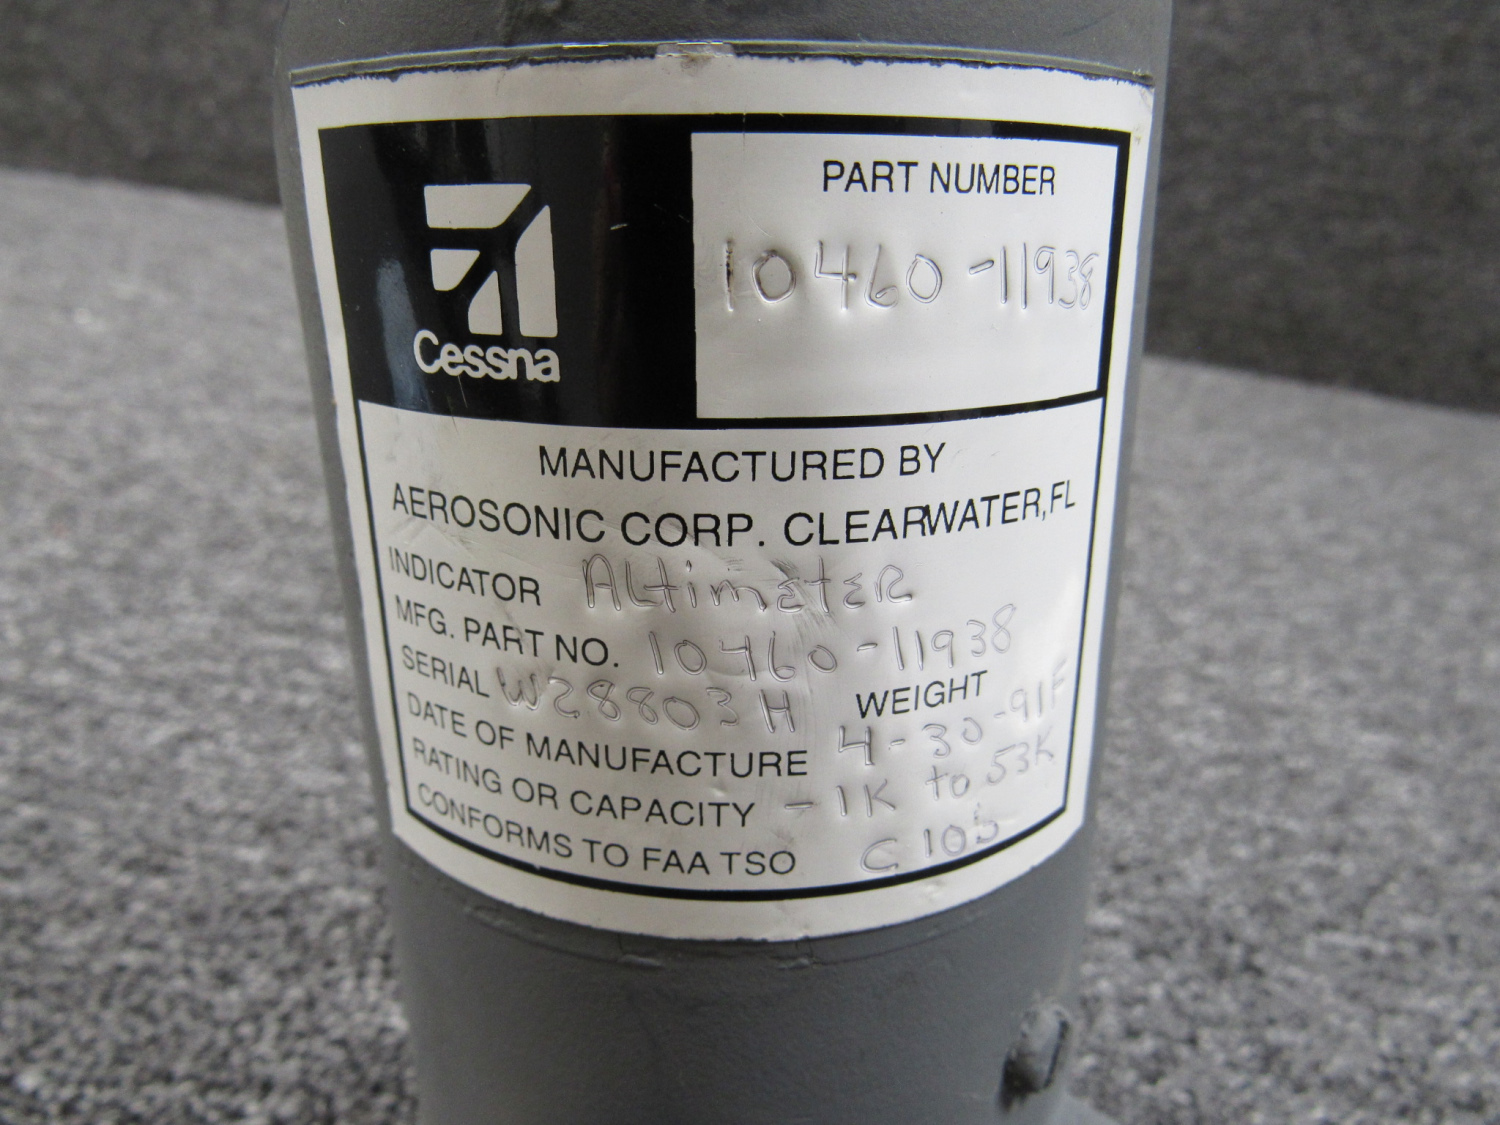 Cessna
PART NUMBER
10460-11938
MANUFACTURED BY
AEROSONIC CORP. CLEARWATER, FL
INDICATOR ALtimEtER
MFG. PART NO. 10460-11938
SERIAL W28803H WEIGHT
DATE OF MANUFACTURE 4-30-91F
RATING OR CAPACITY -1K to 53K
CONFORMS TO FAA TSO C10b